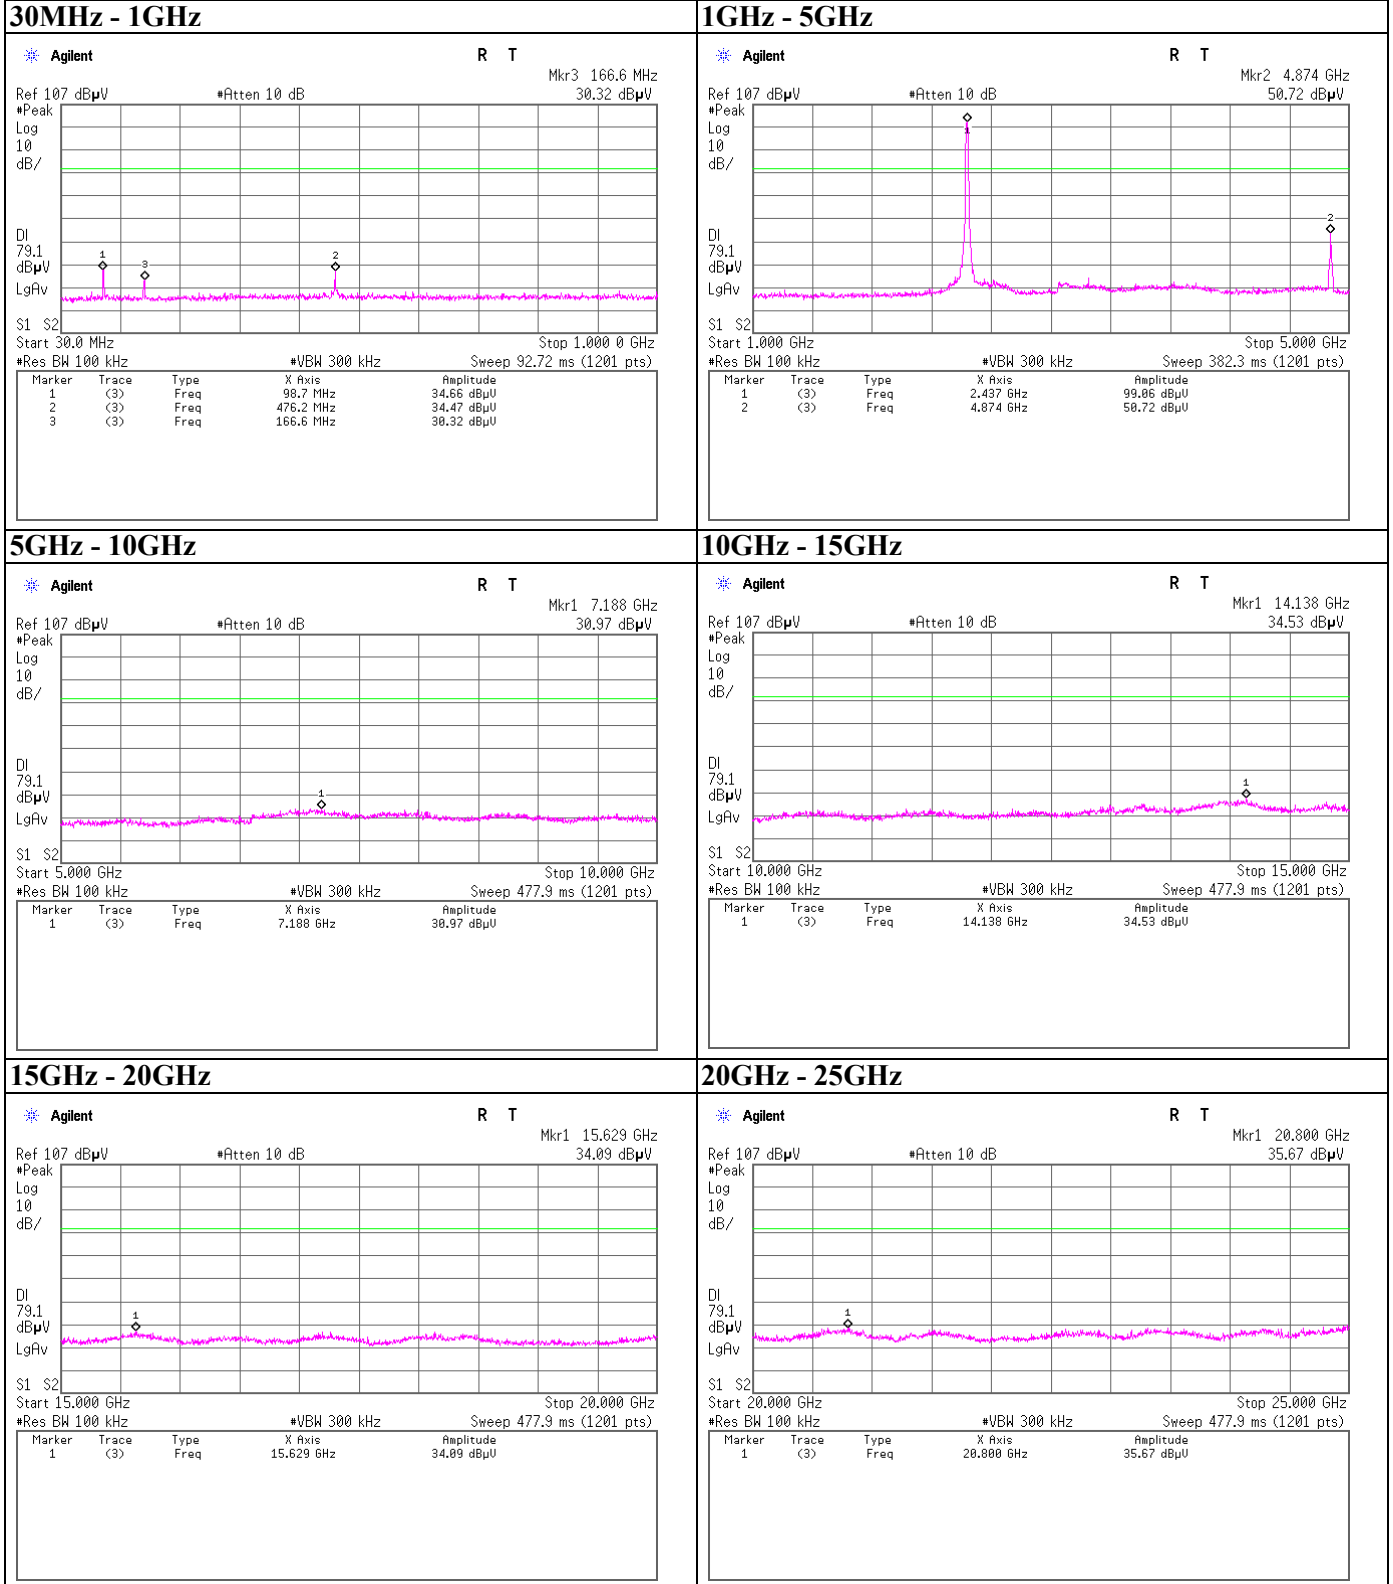 30MHz - 1GHz
Agilent R T
Mkr3 166.6 MHz
Ref 107 dBµV #Atten 10 dB 30.32 dBµV
#Peak
Log
10
dB/
1 3 2
DI
79.1
dBµV
LgAv
S1 S2
Start 30.0 MHz Stop 1.000 0 GHz
#Res BW 100 kHz #VBW 300 kHz Sweep 92.72 ms (1201 pts)
Marker Trace Type X Axis Amplitude
1 (3) Freq 98.7 MHz 34.66 dBµV
2 (3) Freq 476.2 MHz 34.47 dBµV
3 (3) Freq 166.6 MHz 30.32 dBµV
1GHz - 5GHz
Agilent R T
Mkr2 4.874 GHz
Ref 107 dBµV #Atten 10 dB 50.72 dBµV
#Peak
Log
10
dB/
1 2
DI
79.1
dBµV
LgAv
S1 S2
Start 1.000 GHz Stop 5.000 GHz
#Res BW 100 kHz #VBW 300 kHz Sweep 382.3 ms (1201 pts)
Marker Trace Type X Axis Amplitude
1 (3) Freq 2.437 GHz 99.06 dBµV
2 (3) Freq 4.874 GHz 50.72 dBµV
5GHz - 10GHz
Agilent R T
Mkr1 7.188 GHz
Ref 107 dBµV #Atten 10 dB 30.97 dBµV
#Peak
Log
10
dB/
1
DI
79.1
dBµV
LgAv
S1 S2
Start 5.000 GHz Stop 10.000 GHz
#Res BW 100 kHz #VBW 300 kHz Sweep 477.9 ms (1201 pts)
Marker Trace Type X Axis Amplitude
1 (3) Freq 7.188 GHz 30.97 dBµV
10GHz - 15GHz
Agilent R T
Mkr1 14.138 GHz
Ref 107 dBµV #Atten 10 dB 34.53 dBµV
#Peak
Log
10
dB/
1
DI
79.1
dBµV
LgAv
S1 S2
Start 10.000 GHz Stop 15.000 GHz
#Res BW 100 kHz #VBW 300 kHz Sweep 477.9 ms (1201 pts)
Marker Trace Type X Axis Amplitude
1 (3) Freq 14.138 GHz 34.53 dBµV
15GHz - 20GHz
Agilent R T
Mkr1 15.629 GHz
Ref 107 dBµV #Atten 10 dB 34.09 dBµV
#Peak
Log
10
dB/
1
DI
79.1
dBµV
LgAv
S1 S2
Start 15.000 GHz Stop 20.000 GHz
#Res BW 100 kHz #VBW 300 kHz Sweep 477.9 ms (1201 pts)
Marker Trace Type X Axis Amplitude
1 (3) Freq 15.629 GHz 34.09 dBµV
20GHz - 25GHz
Agilent R T
Mkr1 20.800 GHz
Ref 107 dBµV #Atten 10 dB 35.67 dBµV
#Peak
Log
10
dB/
1
DI
79.1
dBµV
LgAv
S1 S2
Start 20.000 GHz Stop 25.000 GHz
#Res BW 100 kHz #VBW 300 kHz Sweep 477.9 ms (1201 pts)
Marker Trace Type X Axis Amplitude
1 (3) Freq 20.800 GHz 35.67 dBµV